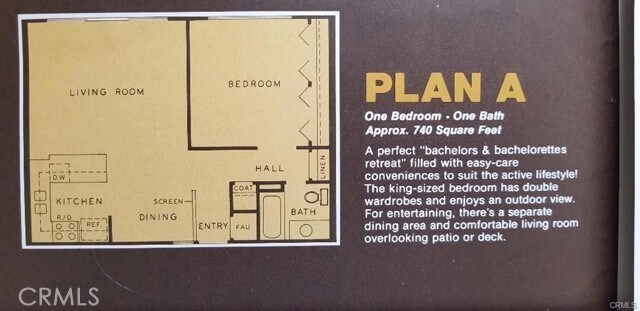 LIVING ROOM
BEDROOM
HALL
LINEN
D.W.
KITCHEN
R/O
REF.
SCREEN
DINING
ENTRY
COAT
FAU
BATH
PLAN A
One Bedroom · One Bath
Approx. 740 Square Feet
A perfect "bachelors & bachelorettes
retreat" filled with easy-care
conveniences to suit the active lifestyle!
The king-sized bedroom has double
wardrobes and enjoys an outdoor view.
For entertaining, there's a separate
dining area and comfortable living room
overlooking patio or deck.
CRMLS
CRMLS